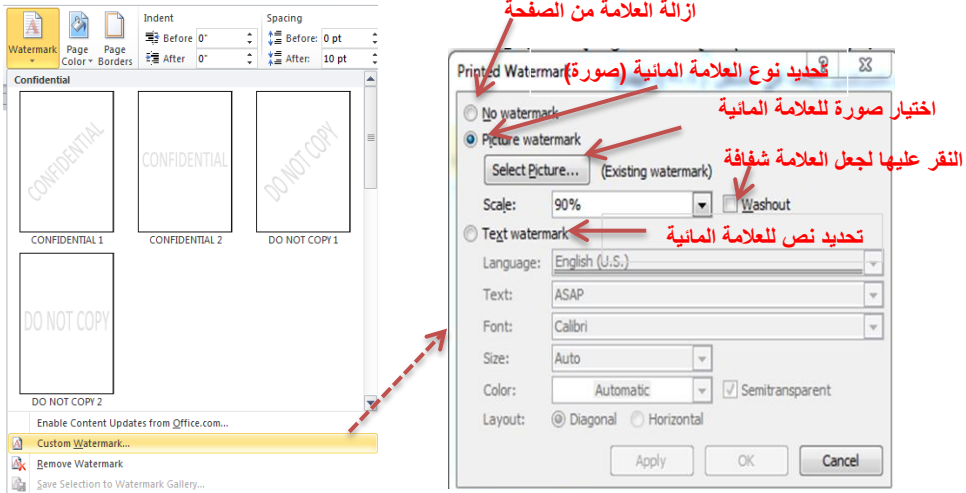 Watermark
Page Color
Page Borders
Indent
Before 0"
After 0"
Spacing
Before: 0 pt
After: 10 pt
Confidential
CONFIDENTIAL
CONFIDENTIAL
DO NOT COPY
CONFIDENTIAL 1
CONFIDENTIAL 2
DO NOT COPY 1
DO NOT COPY
DO NOT COPY 2
Enable Content Updates from Office.com...
Custom Watermark...
Remove Watermark
Save Selection to Watermark Gallery...
ازالة العلامة من الصفحة
Printed Watermark
تحديد نوع العلامة المائية (صورة)
No watermark
اختيار صورة للعلامة المائية
Picture watermark
Select Picture...
(Existing watermark)
النقر عليها لجعل العلامة شفافة
Scale: 90%
Washout
Text watermark
تحديد نص للعلامة المائية
Language: English (U.S.)
Text: ASAP
Font: Calibri
Size: Auto
Color: Automatic
Semitransparent
Layout: Diagonal Horizontal
Apply
OK
Cancel